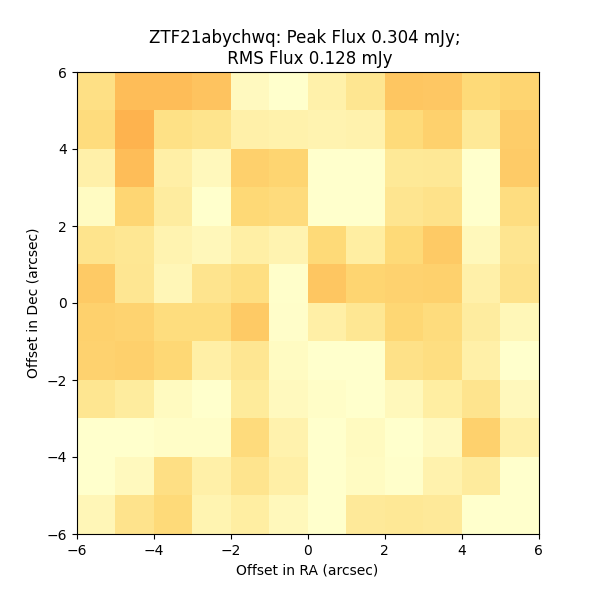 ZTF21abychwq: Peak Flux 0.304 mJy;
RMS Flux 0.128 mJy
6
4
2
0
−2
−4
−6
Offset in Dec (arcsec)
−6 −4 −2 0 2 4 6
Offset in RA (arcsec)